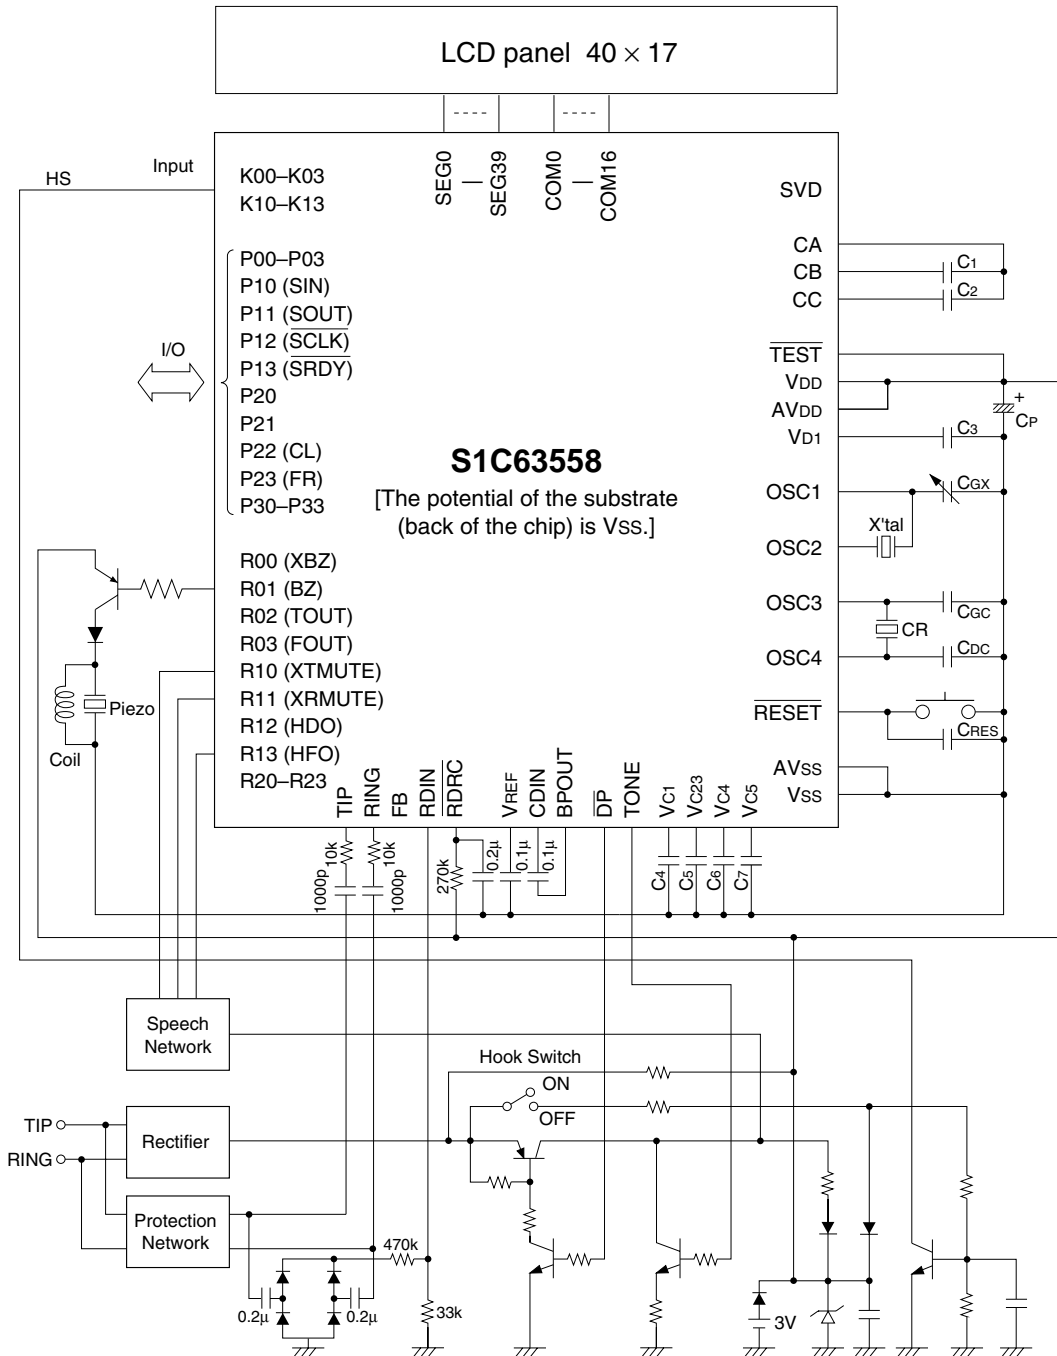 LCD panel 40 × 17
SEG0
SEG39
COM0
COM16
HS
Input
K00–K03
K10–K13
P00–P03
P10 (SIN)
P11 (SOUT)
P12 (SCLK)
P13 (SRDY)
P20
P21
P22 (CL)
P23 (FR)
P30–P33
I/O
R00 (XBZ)
R01 (BZ)
R02 (TOUT)
R03 (FOUT)
R10 (XTMUTE)
R11 (XRMUTE)
R12 (HDO)
R13 (HFO)
R20–R23
S1C63558
[The potential of the substrate
(back of the chip) is VSS.]
SVD
CA
CB
CC
TEST
VDD
AVDD
VD1
OSC1
OSC2
OSC3
OSC4
RESET
AVSS
VSS
C1
C2
+
CP
C3
CGX
X'tal
CGC
CR
CDC
CRES
Piezo
Coil
TIP
RING
FB
RDIN
RDRC
VREF
CDIN
BPOUT
DP
TONE
VC1
VC23
VC4
VC5
10k
10k
1000p
1000p
270k
0.2µ
0.1µ
0.1µ
C4
C5
C6
C7
Speech
Network
Hook Switch
ON
OFF
TIP
RING
Rectifier
Protection
Network
470k
0.2µ
0.2µ
33k
3V